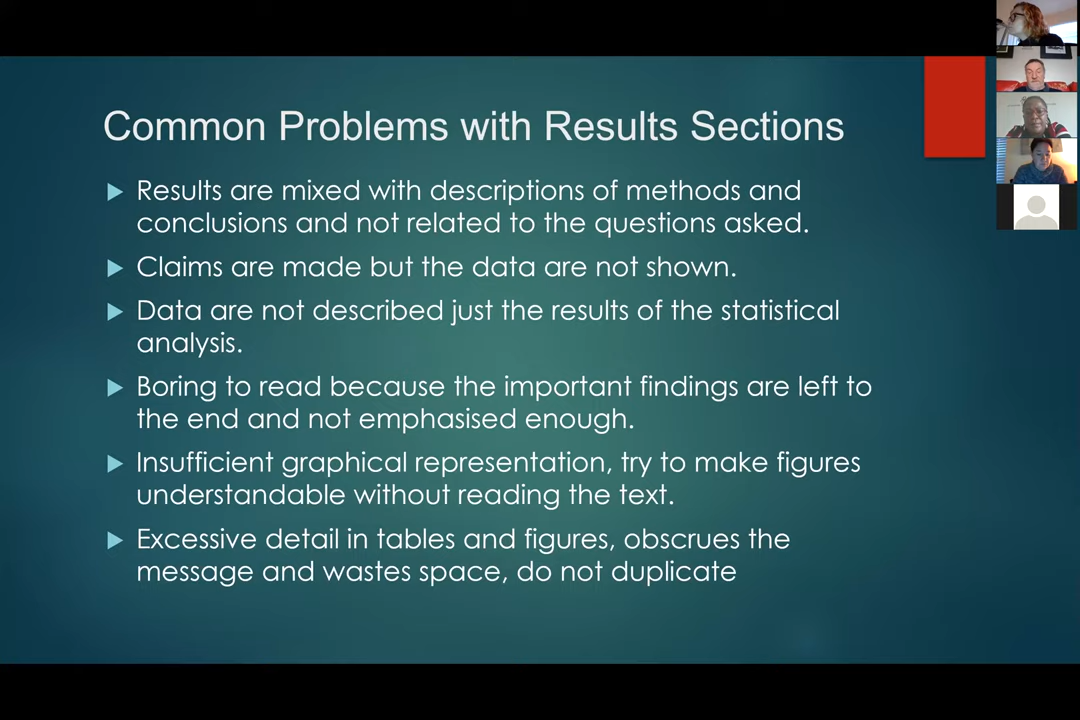 Common Problems with Results Sections
Results are mixed with descriptions of methods and
conclusions and not related to the questions asked.
Claims are made but the data are not shown.
Data are not described just the results of the statistical
analysis.
Boring to read because the important findings are left to
the end and not emphasised enough.
Insufficient graphical representation, try to make figures
understandable without reading the text.
Excessive detail in tables and figures, obscrues the
message and wastes space, do not duplicate